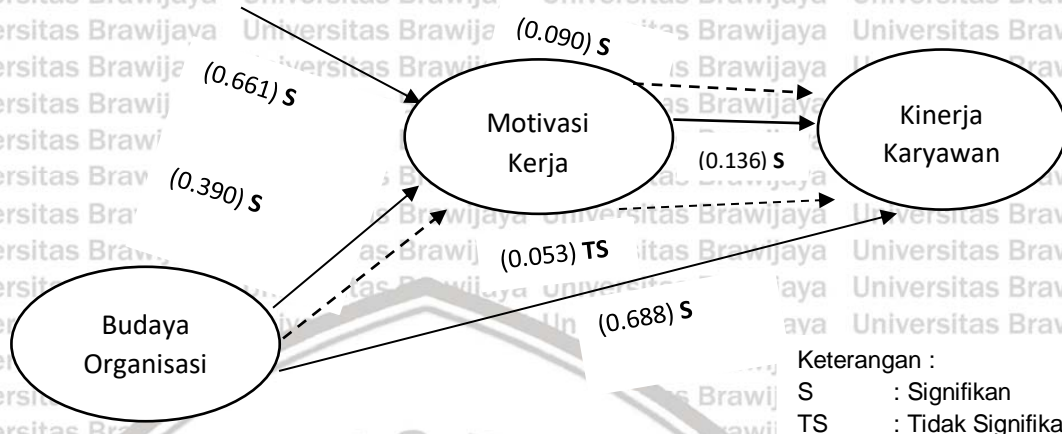 (0.090) S
(0.661) S
Motivasi
Kerja
Kinerja
Karyawan
(0.136) S
(0.390) S
(0.053) TS
(0.688) S
Budaya
Organisasi
Keterangan :
S : Signifikan
TS : Tidak Signifika